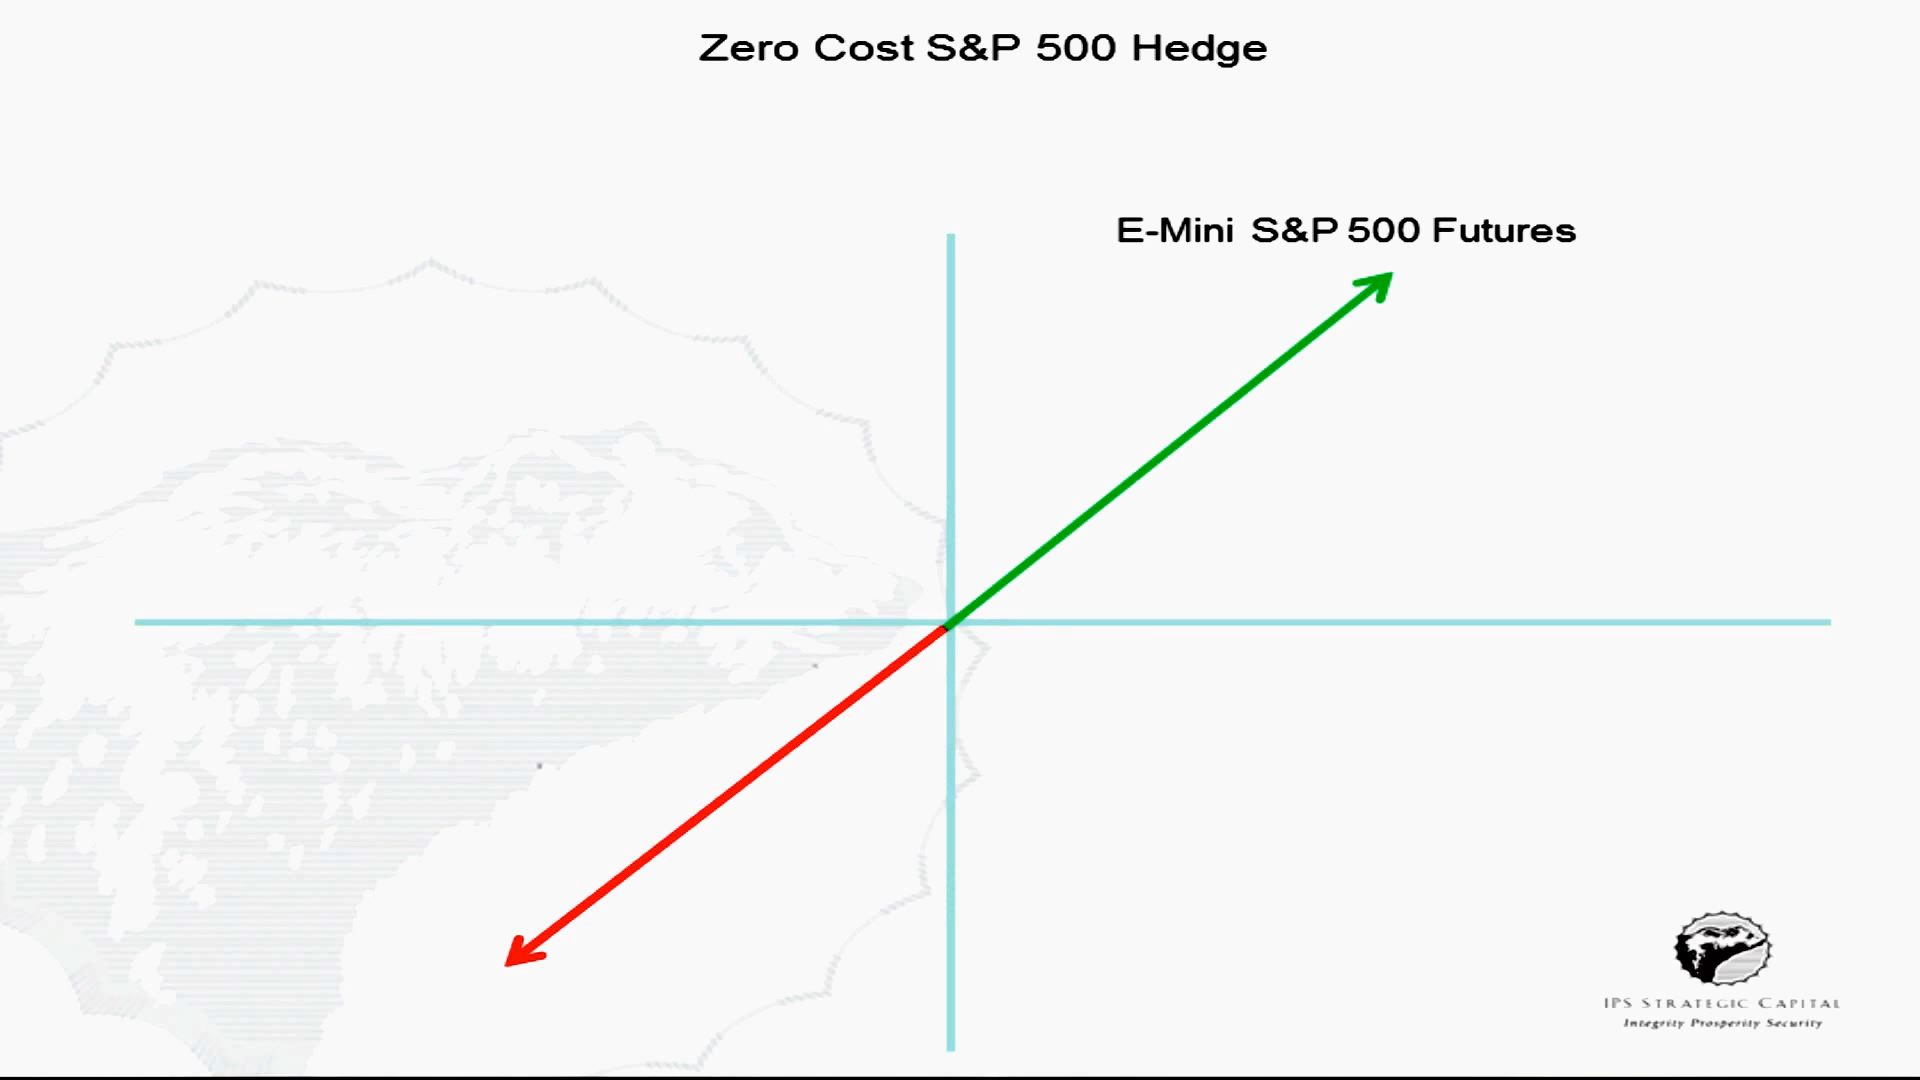 Zero Cost S&P 500 Hedge
E-Mini S&P 500 Futures
IPS STRATEGIC CAPITAL
Integrity Prosperity Security